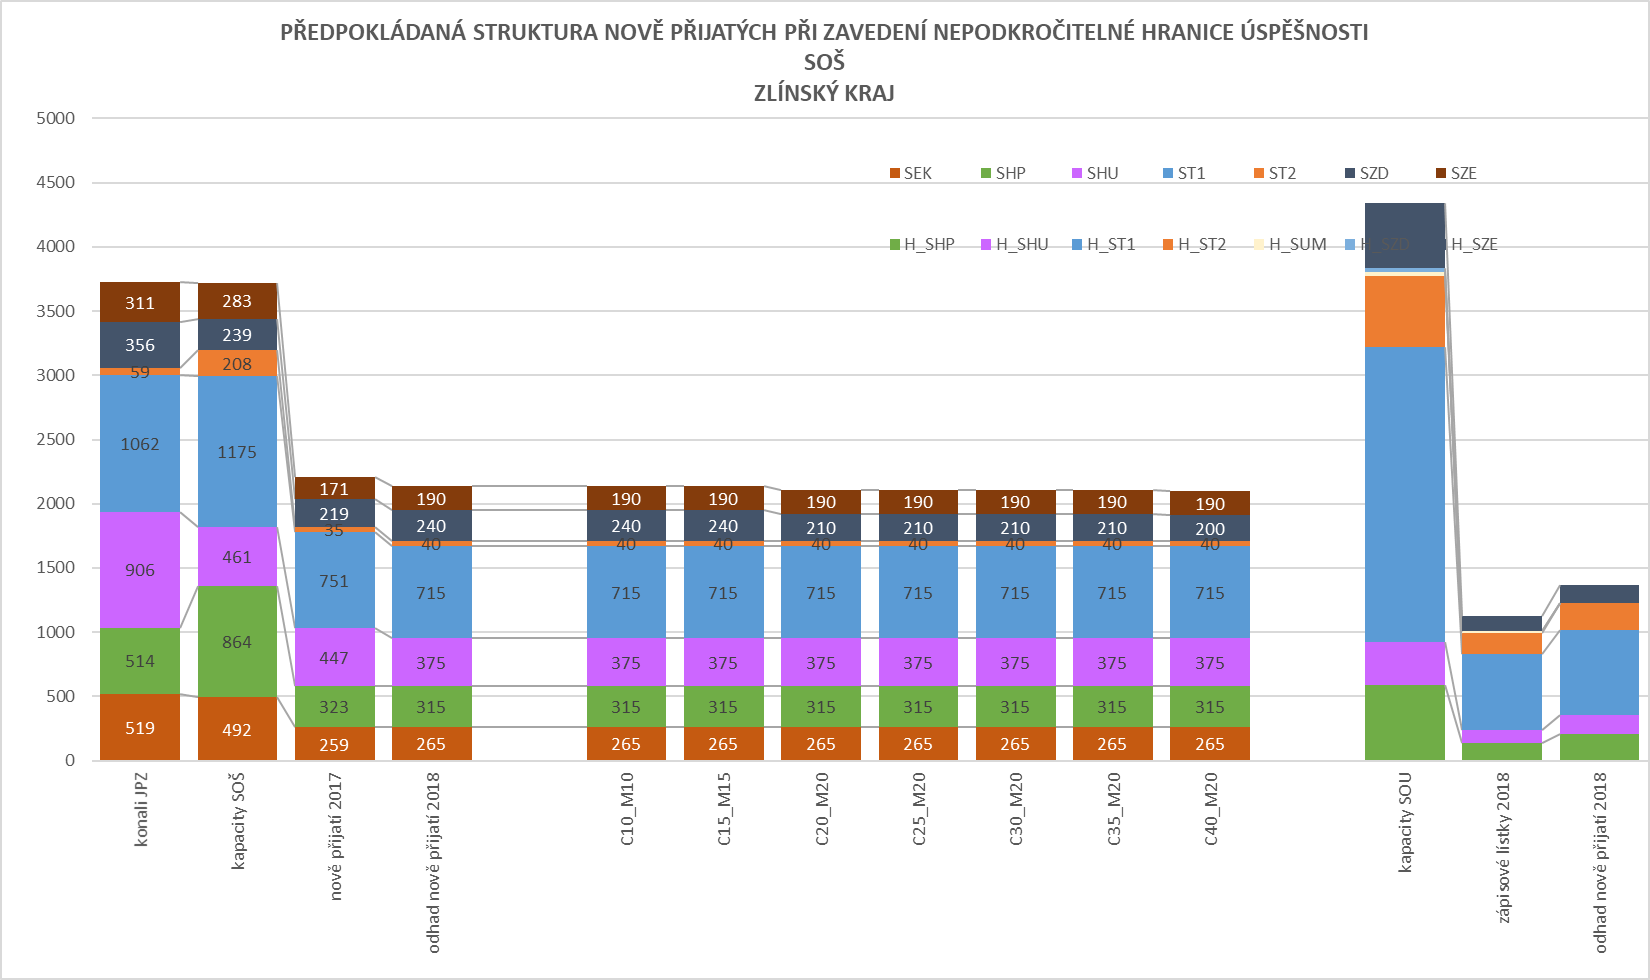 PŘEDPOKLÁDANÁ STRUKTURA NOVĚ PŘIJATÝCH PŘI ZAVEDENÍ NEPODKROČITELNÉ HRANICE ÚSPĚŠNOSTI
SOŠ
ZLÍNSKÝ KRAJ
5000
4500
4000
3500
3000
2500
2000
1500
1000
500
0
SEK SHP SHU ST1 ST2 SZD SZE
H_SHP H_SHU H_ST1 H_ST2 H_SUM H_SZD H_SZE
311 283
356 239
59 208
1062 1175
906 461
514 864
519 492
171 190 190 190 190 190 190 190 190
219 240 240 240 210 210 210 210 200
35 40 40 40 40 40 40 40 40
751 715 715 715 715 715 715 715 715
447 375 375 375 375 375 375 375 375
323 315 315 315 315 315 315 315 315
259 265 265 265 265 265 265 265 265
konali JPZ
kapacity SOŠ
nově přijatí 2017
odhad nově přijatí 2018
C10_M10
C15_M15
C20_M20
C25_M20
C30_M20
C35_M20
C40_M20
kapacity SOU
zápisové lístky 2018
odhad nově přijatí 2018